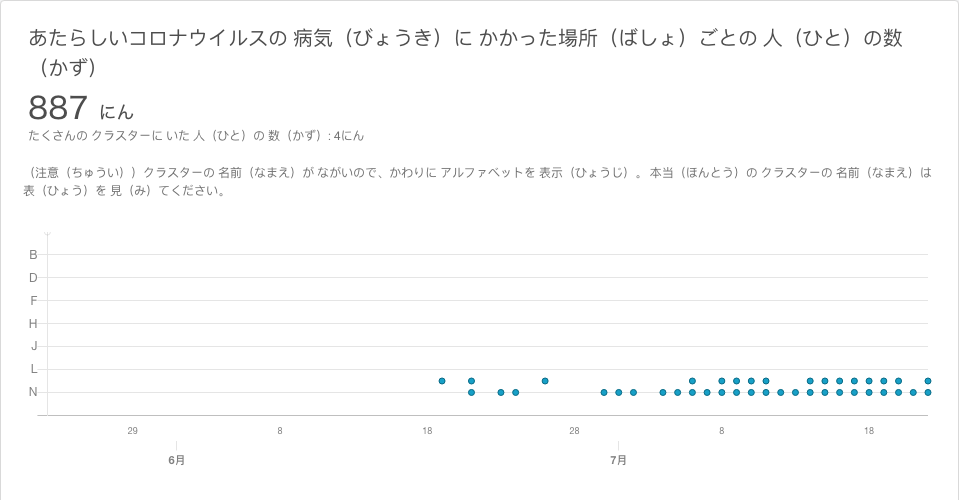 あたらしいコロナウイルスの 病気（びょうき）に かかった場所（ばしょ）ごとの 人（ひと）の数
（かず）
887 にん
たくさんの クラスターに いた 人（ひと）の 数（かず）: 4にん
（注意（ちゅうい））クラスターの 名前（なまえ）が ながいので、かわりに アルファベットを 表示（ひょうじ）。 本当（ほんとう）の クラスターの 名前（なまえ）は
表（ひょう）を 見（み）てください。
B
D
F
H
J
L
N
29 8 18 28 8 18
6月 7月